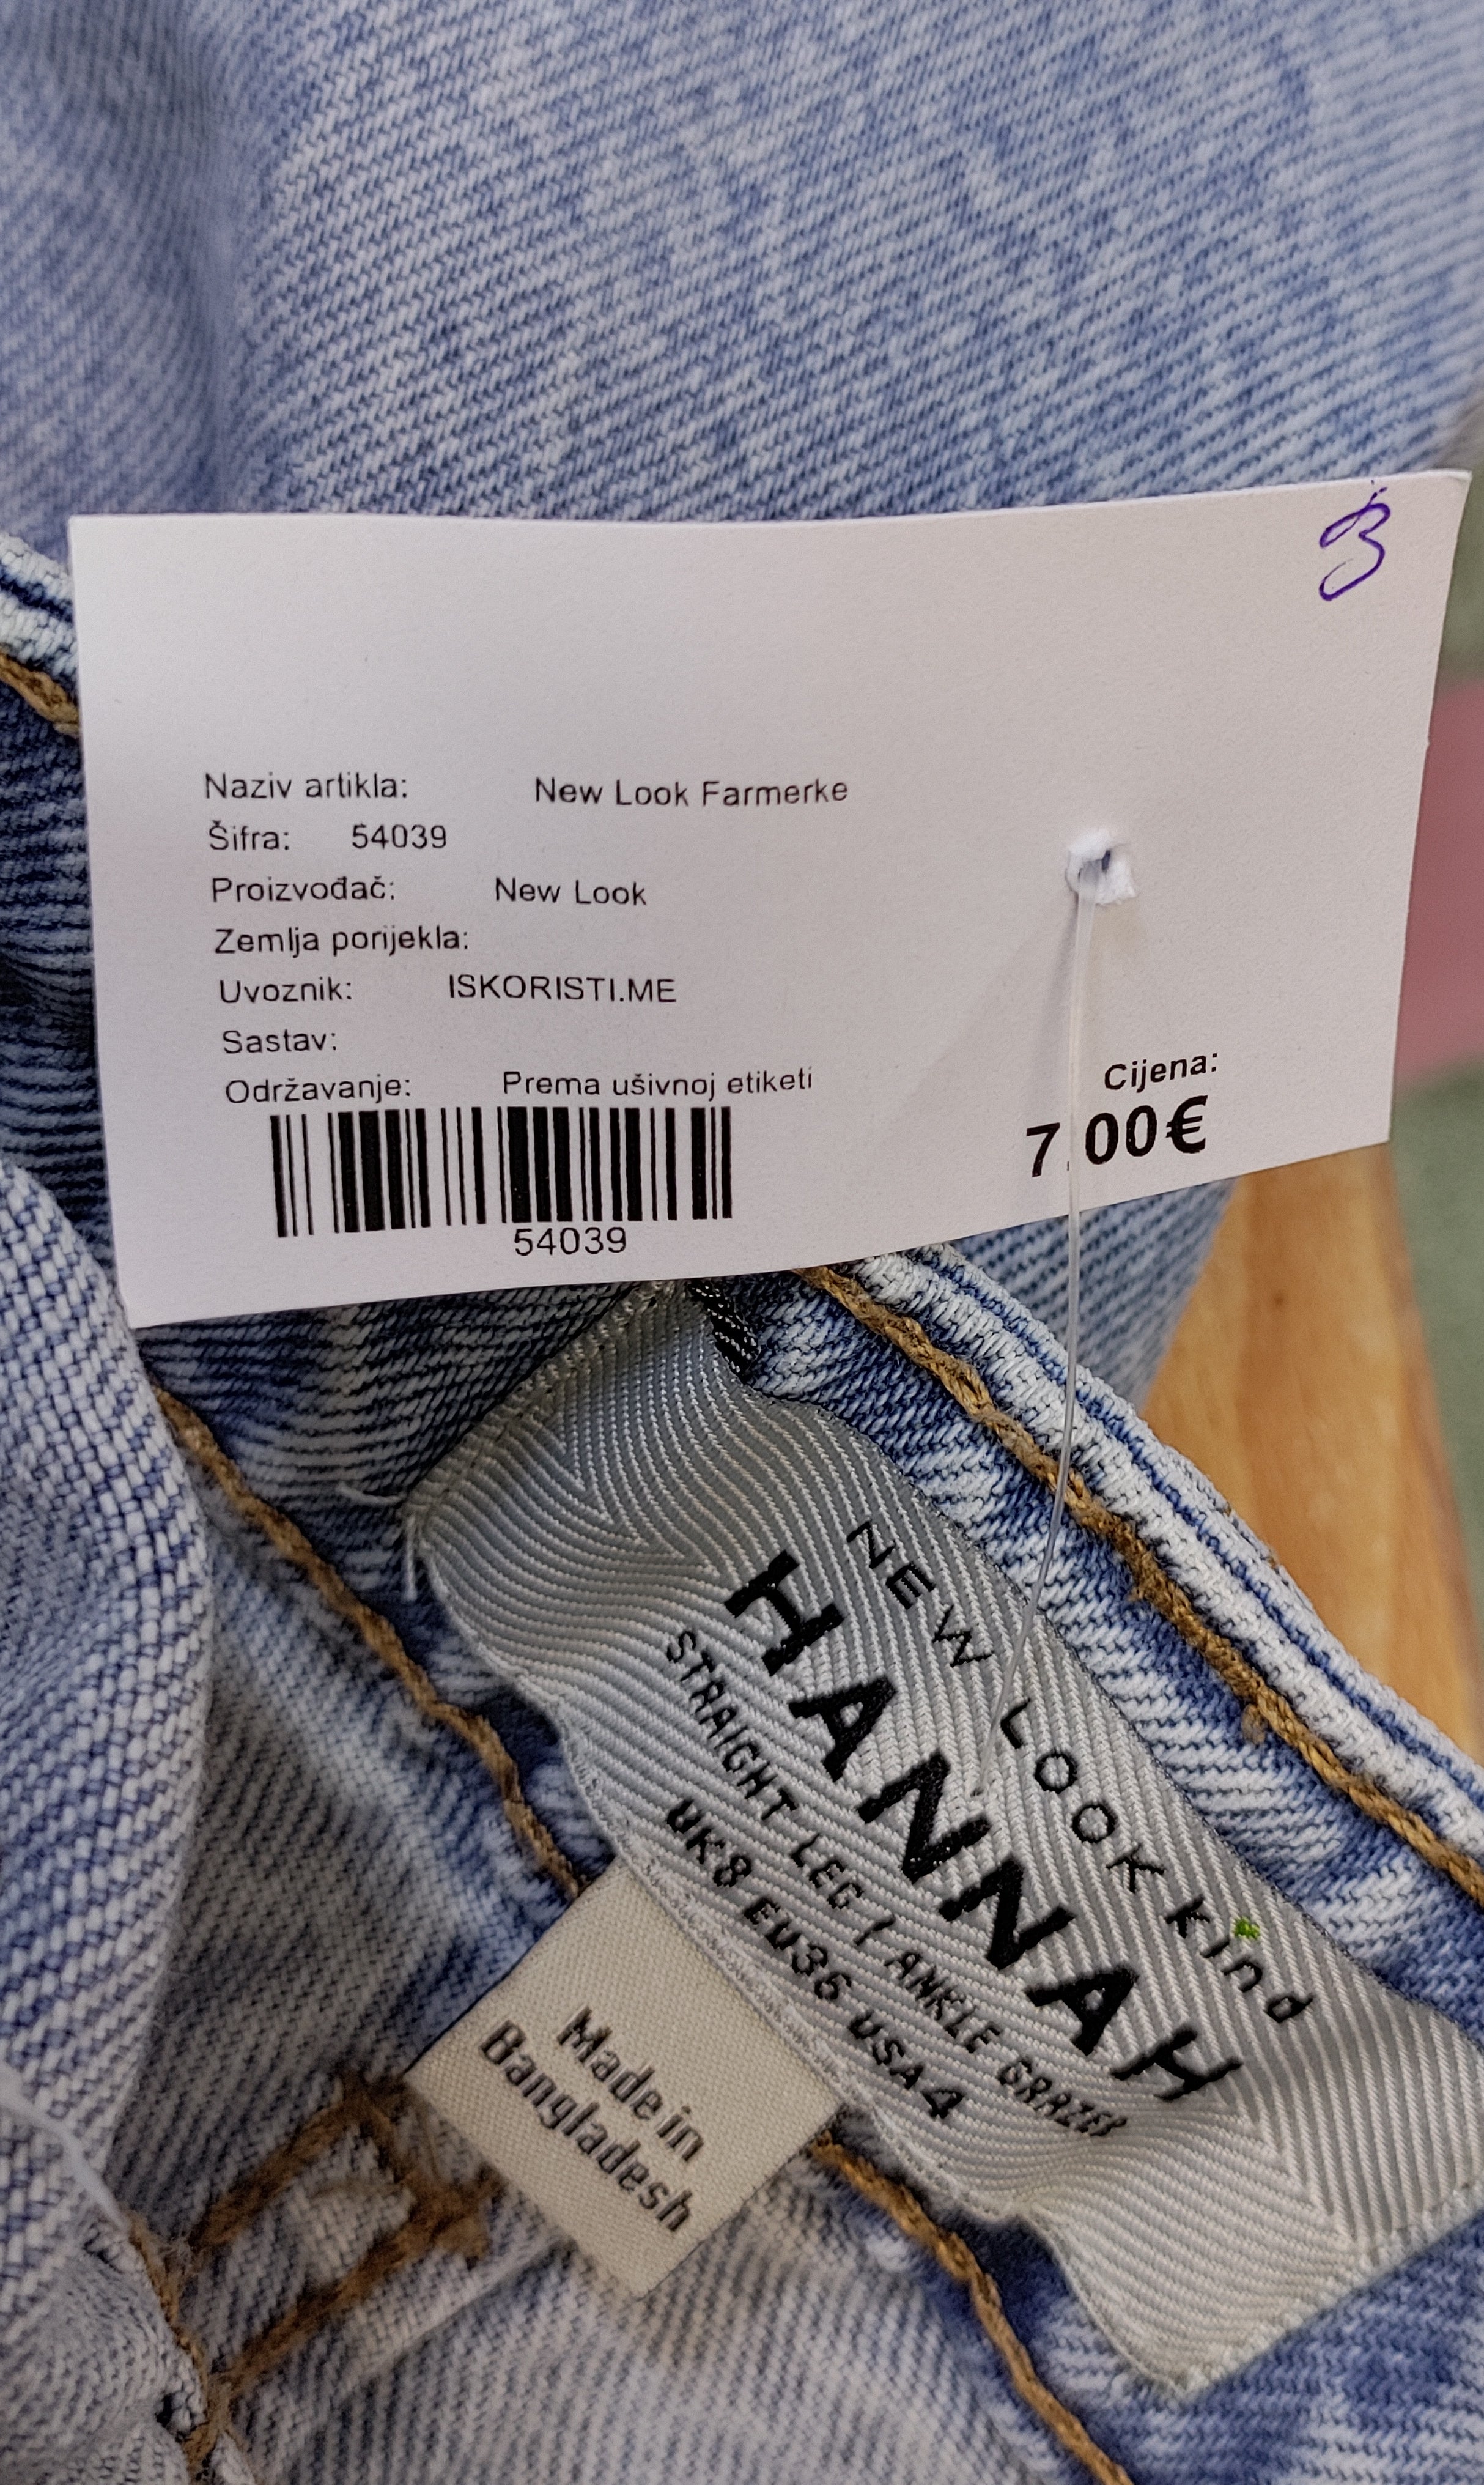 3
Naziv artikla: New Look Farmerke
Šifra: 54039
Proizvođač: New Look
Zemlja porijekla:
Uvoznik: ISKORISTI.ME
Sastav:
Održavanje: Prema ušivnoj etiketi
Cijena:
7,00€
54039
NEW LOOK kind
HANNAH
STRAIGHT LEG / ANKLE GRAZER
UK8 EU36 USA4
Made in
Bangladesh